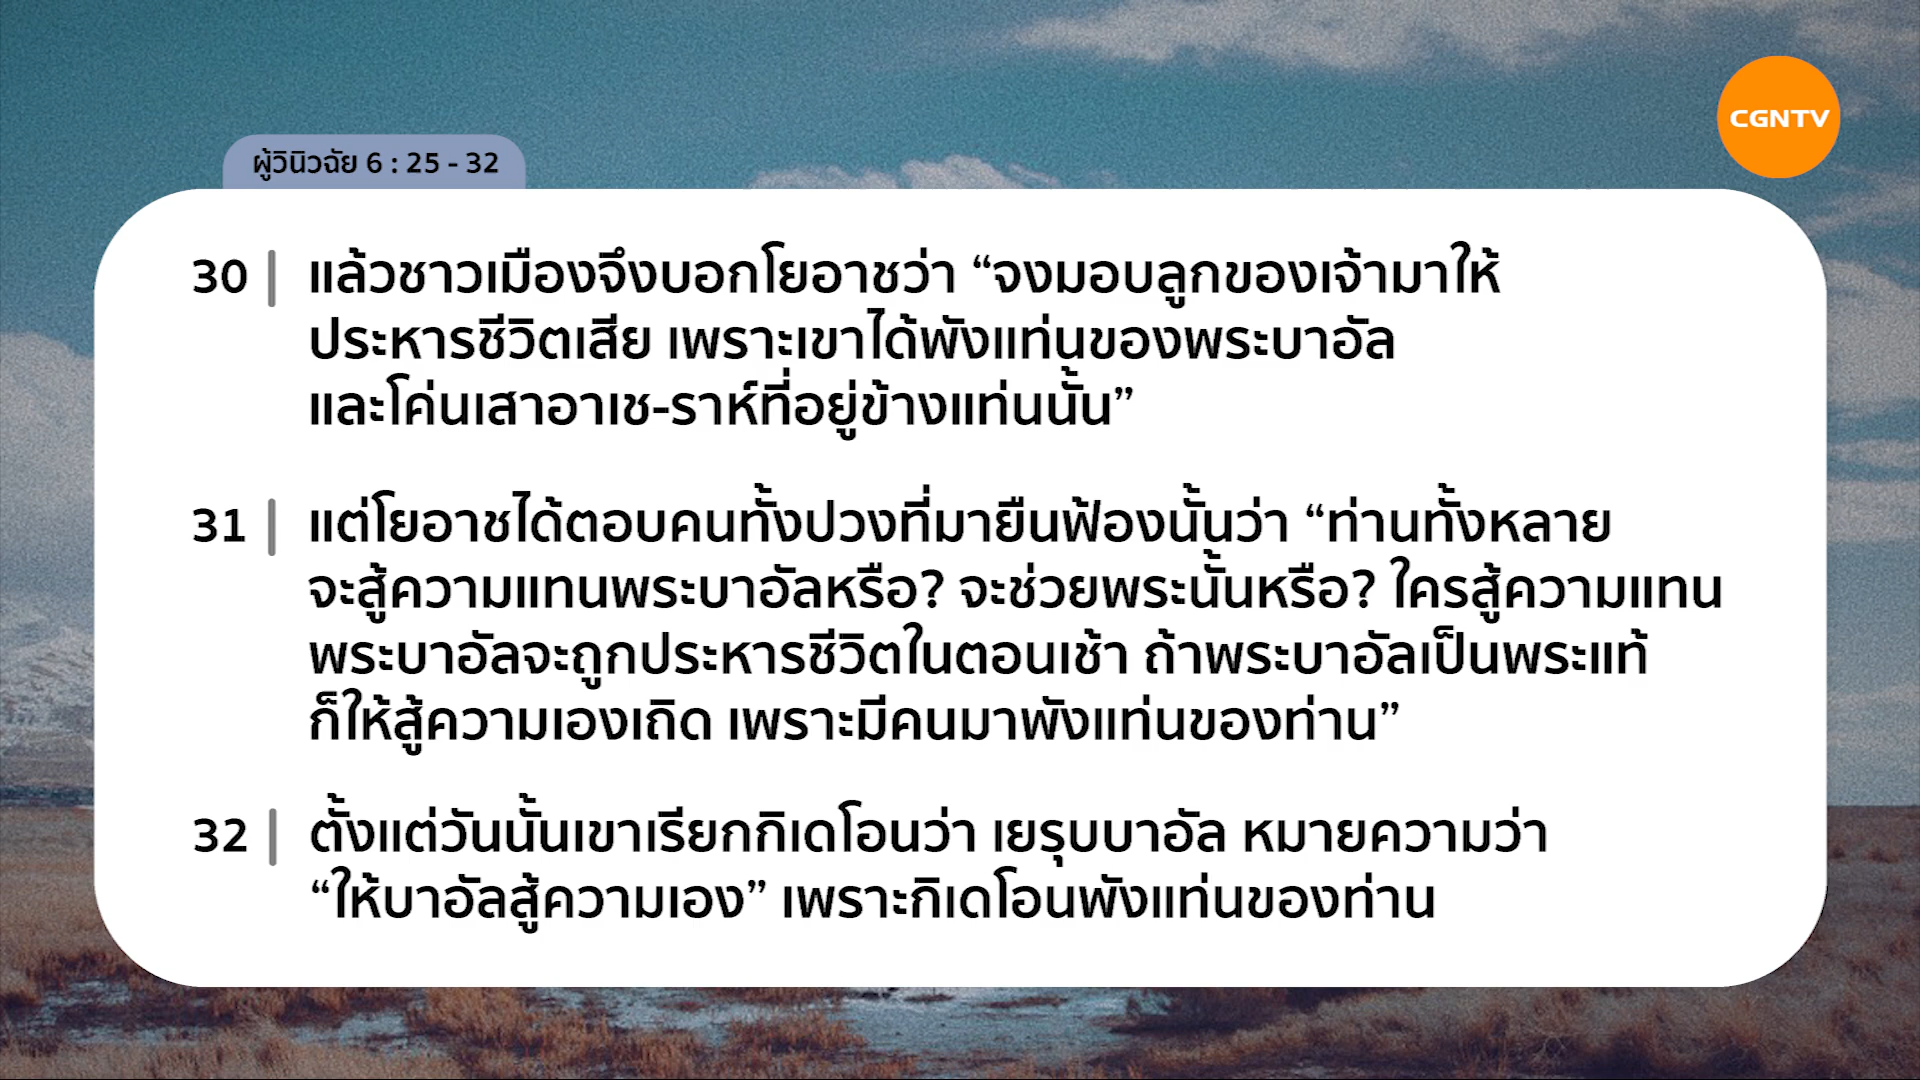 CGNTV
ผู้วินิวฉัย 6 : 25 - 32
30 | แล้วชาวเมืองจึงบอกโยอาชว่า “จงมอบลูกของเจ้ามาให้
ประหารชีวิตเสีย เพราะเขาได้พังแท่นของพระบาอัล
และโค่นเสาอาเช-ราห์ที่อยู่ข้างแท่นนั้น”
31 | แต่โยอาชได้ตอบคนทั้งปวงที่มายืนฟ้องนั้นว่า “ท่านทั้งหลาย
จะสู้ความแทนพระบาอัลหรือ? จะช่วยพระนั้นหรือ? ใครสู้ความแทน
พระบาอัลจะถูกประหารชีวิตในตอนเช้า ถ้าพระบาอัลเป็นพระแท้
ก็ให้สู้ความเองเถิด เพราะมีคนมาพังแท่นของท่าน”
32 | ตั้งแต่วันนั้นเขาเรียกกิเดโอนว่า เยรุบบาอัล หมายความว่า
“ให้บาอัลสู้ความเอง” เพราะกิเดโอนพังแท่นของท่าน